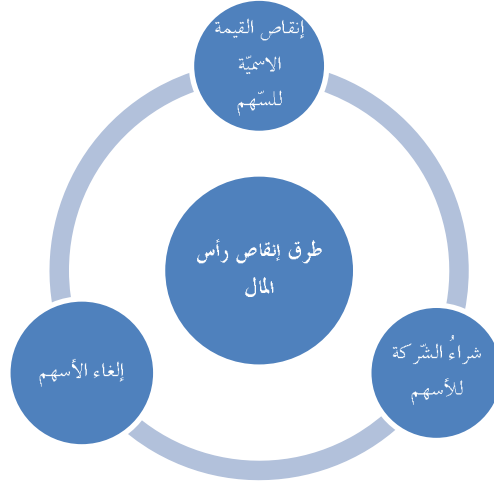 إنقاص القيمة
الاسميّة
للسّهم
طرق إنقاص رأس
المال
شراءُ الشّركة
للأسهم
إلغاء الأسهم